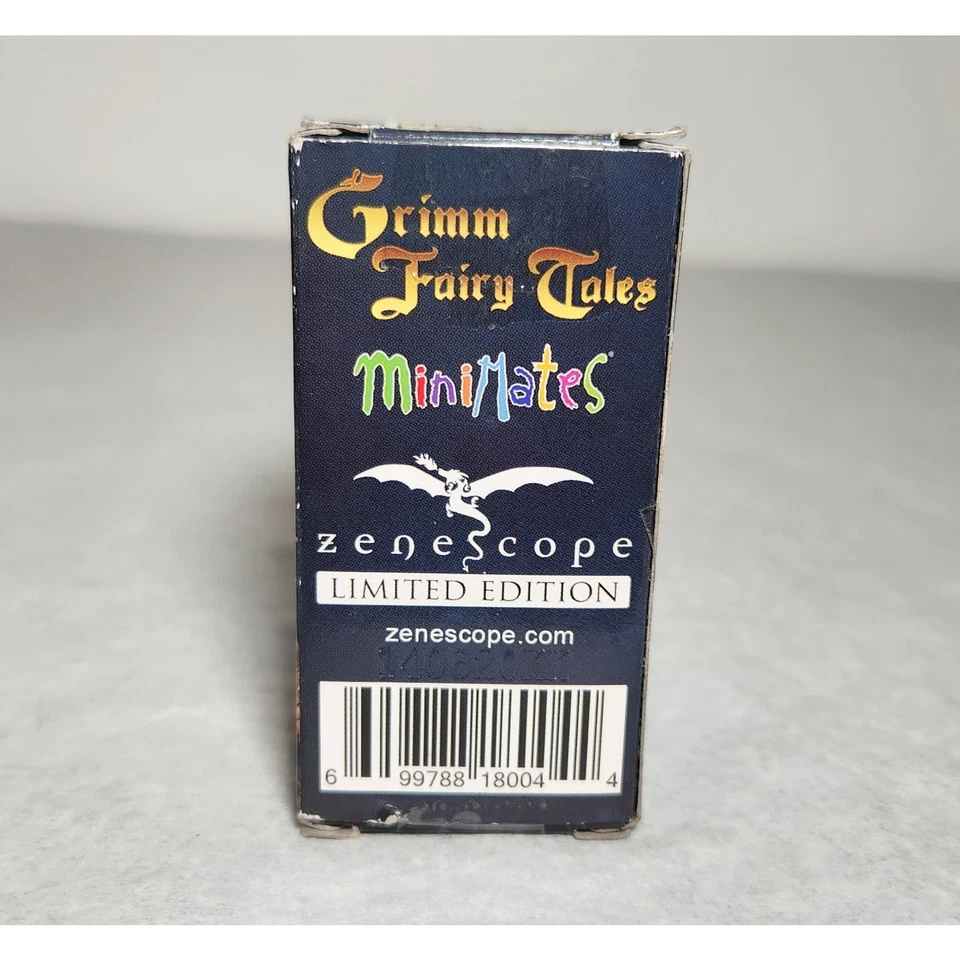 Grimm
Fairy Tales
MiniMates
zenescope
LIMITED EDITION
zenescope.com
6 99788 18004 4